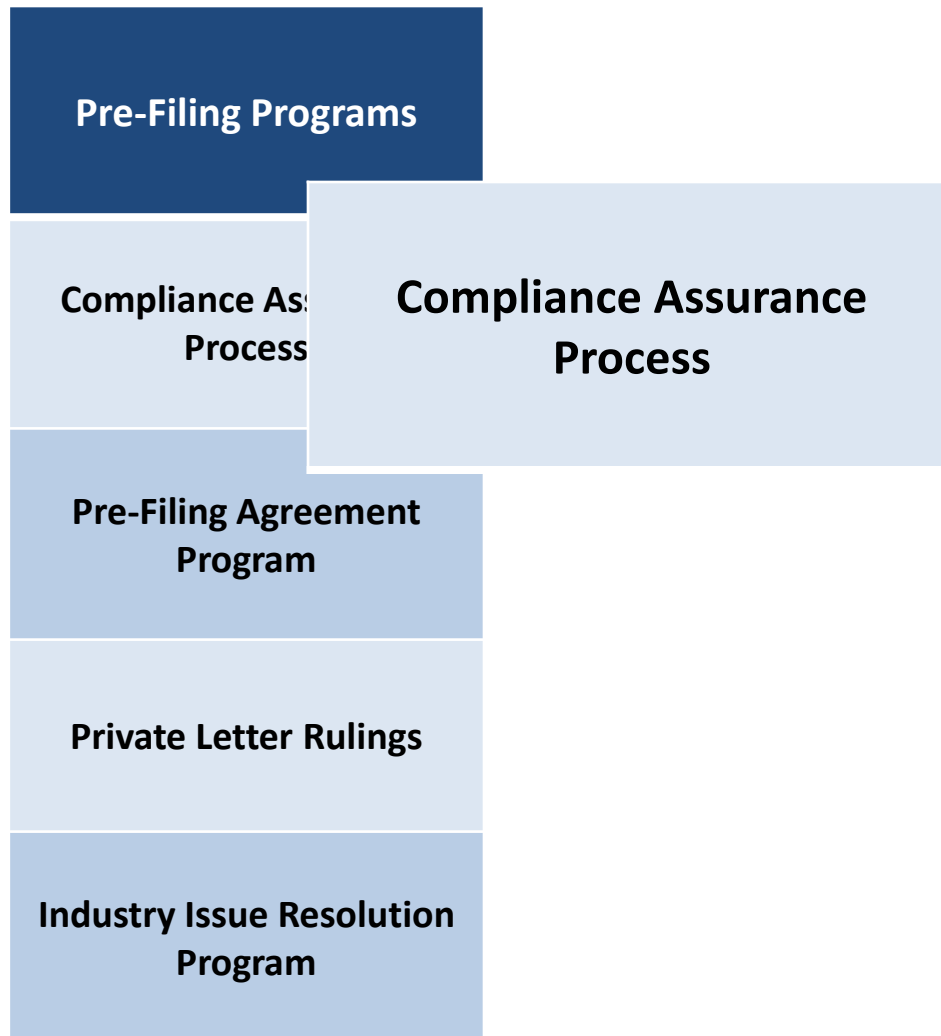 Pre-Filing Programs
Compliance As
Process
Compliance Assurance
Process
Pre-Filing Agreement
Program
Private Letter Rulings
Industry Issue Resolution
Program